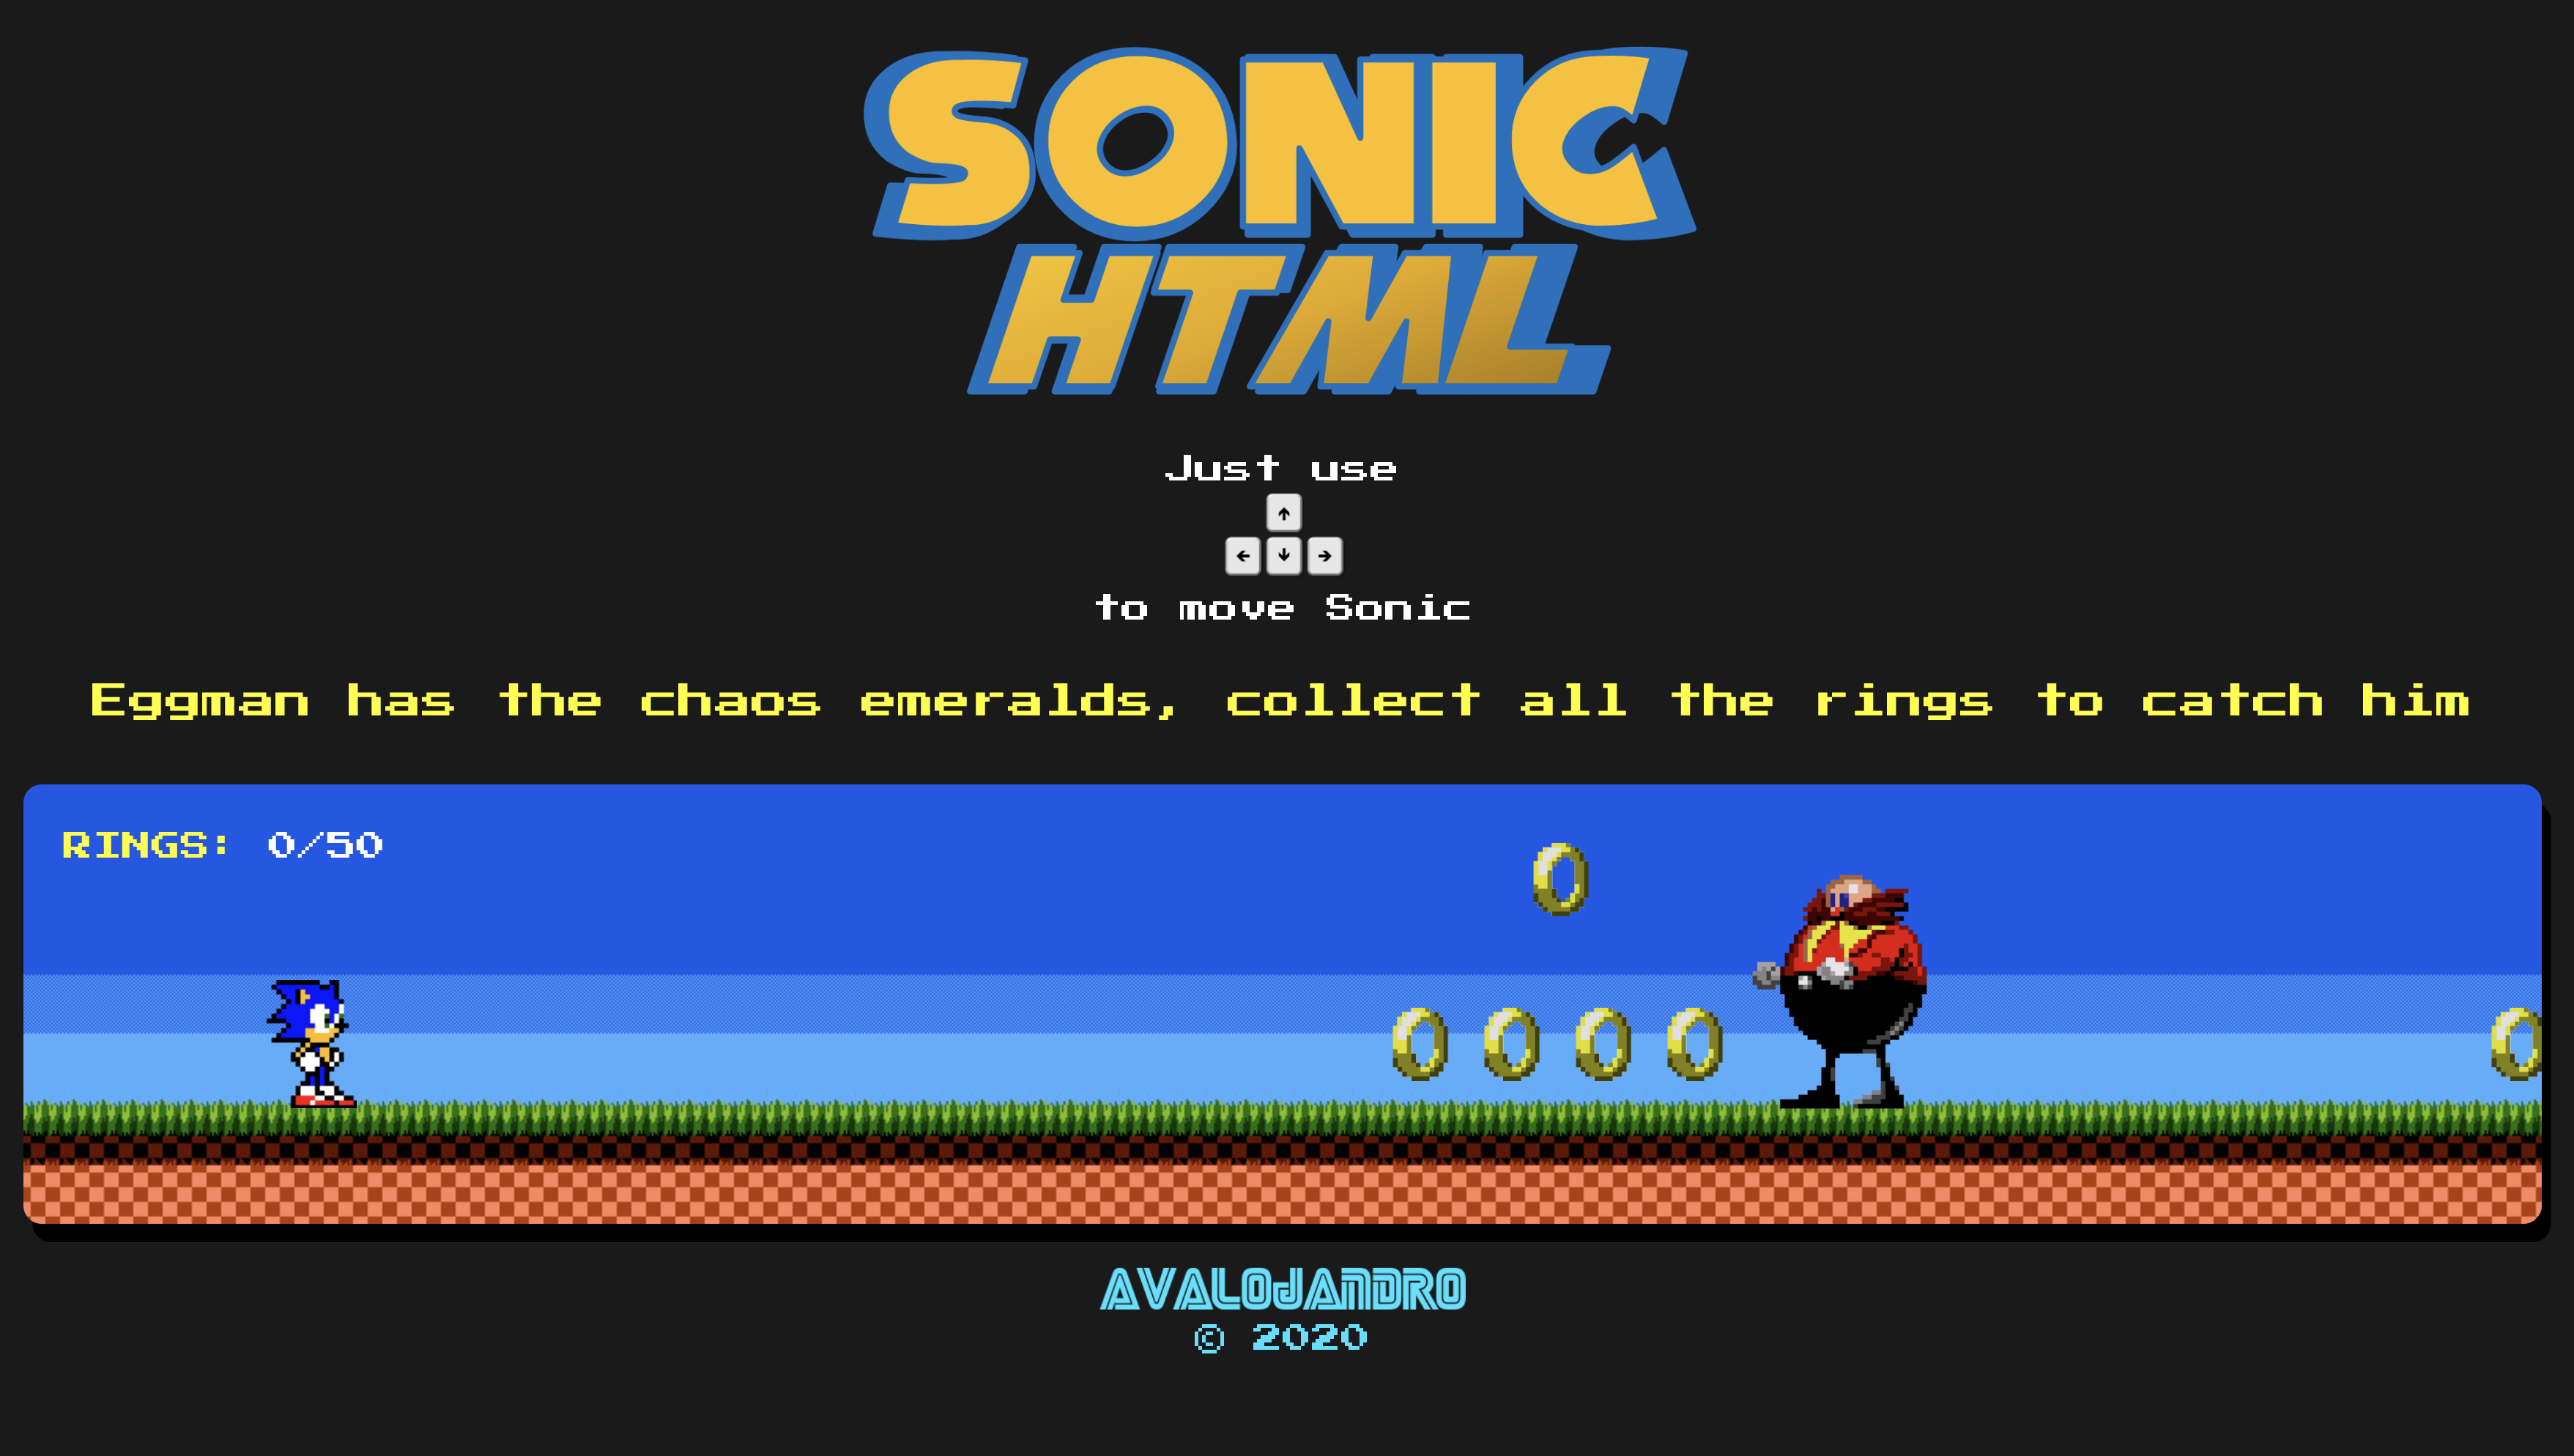 SONIC
HTML
Just use
↑
← ↓ →
to move Sonic
Eggman has the chaos emeralds, collect all the rings to catch him
RINGS: 0/50
AVALOJANDRO
© 2020